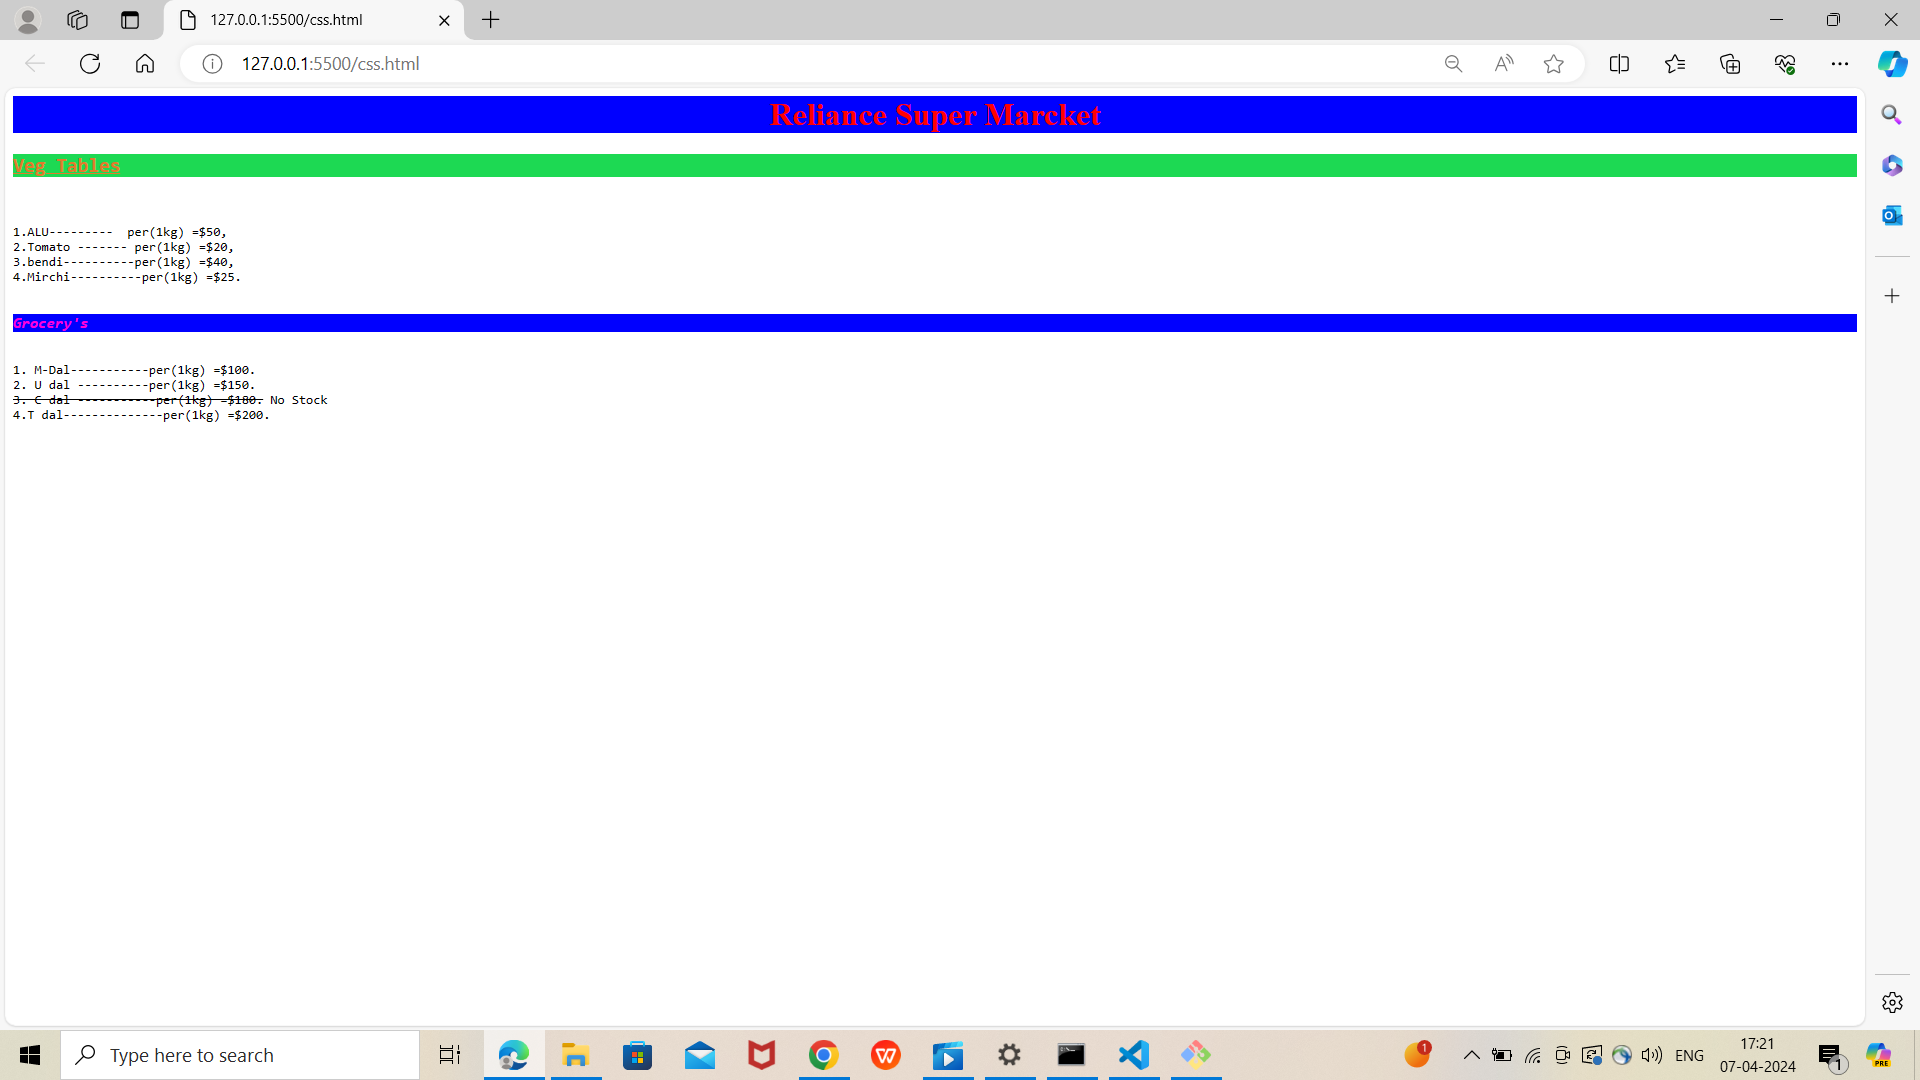 127.0.0.1:5500/css.html
127.0.0.1:5500/css.html
Reliance Super Marcket
Veg Tables
1.ALU---------  per(1kg) =$50,
2.Tomato ------- per(1kg) =$20,
3.bendi----------per(1kg) =$40,
4.Mirchi----------per(1kg) =$25.
Grocery's
1. M-Dal-----------per(1kg) =$100.
2. U dal ----------per(1kg) =$150.
3. C dal -----------per(1kg) =$180. No Stock
4.T dal--------------per(1kg) =$200.
Type here to search
1
ENG
17:21
07-04-2024
1
PRE